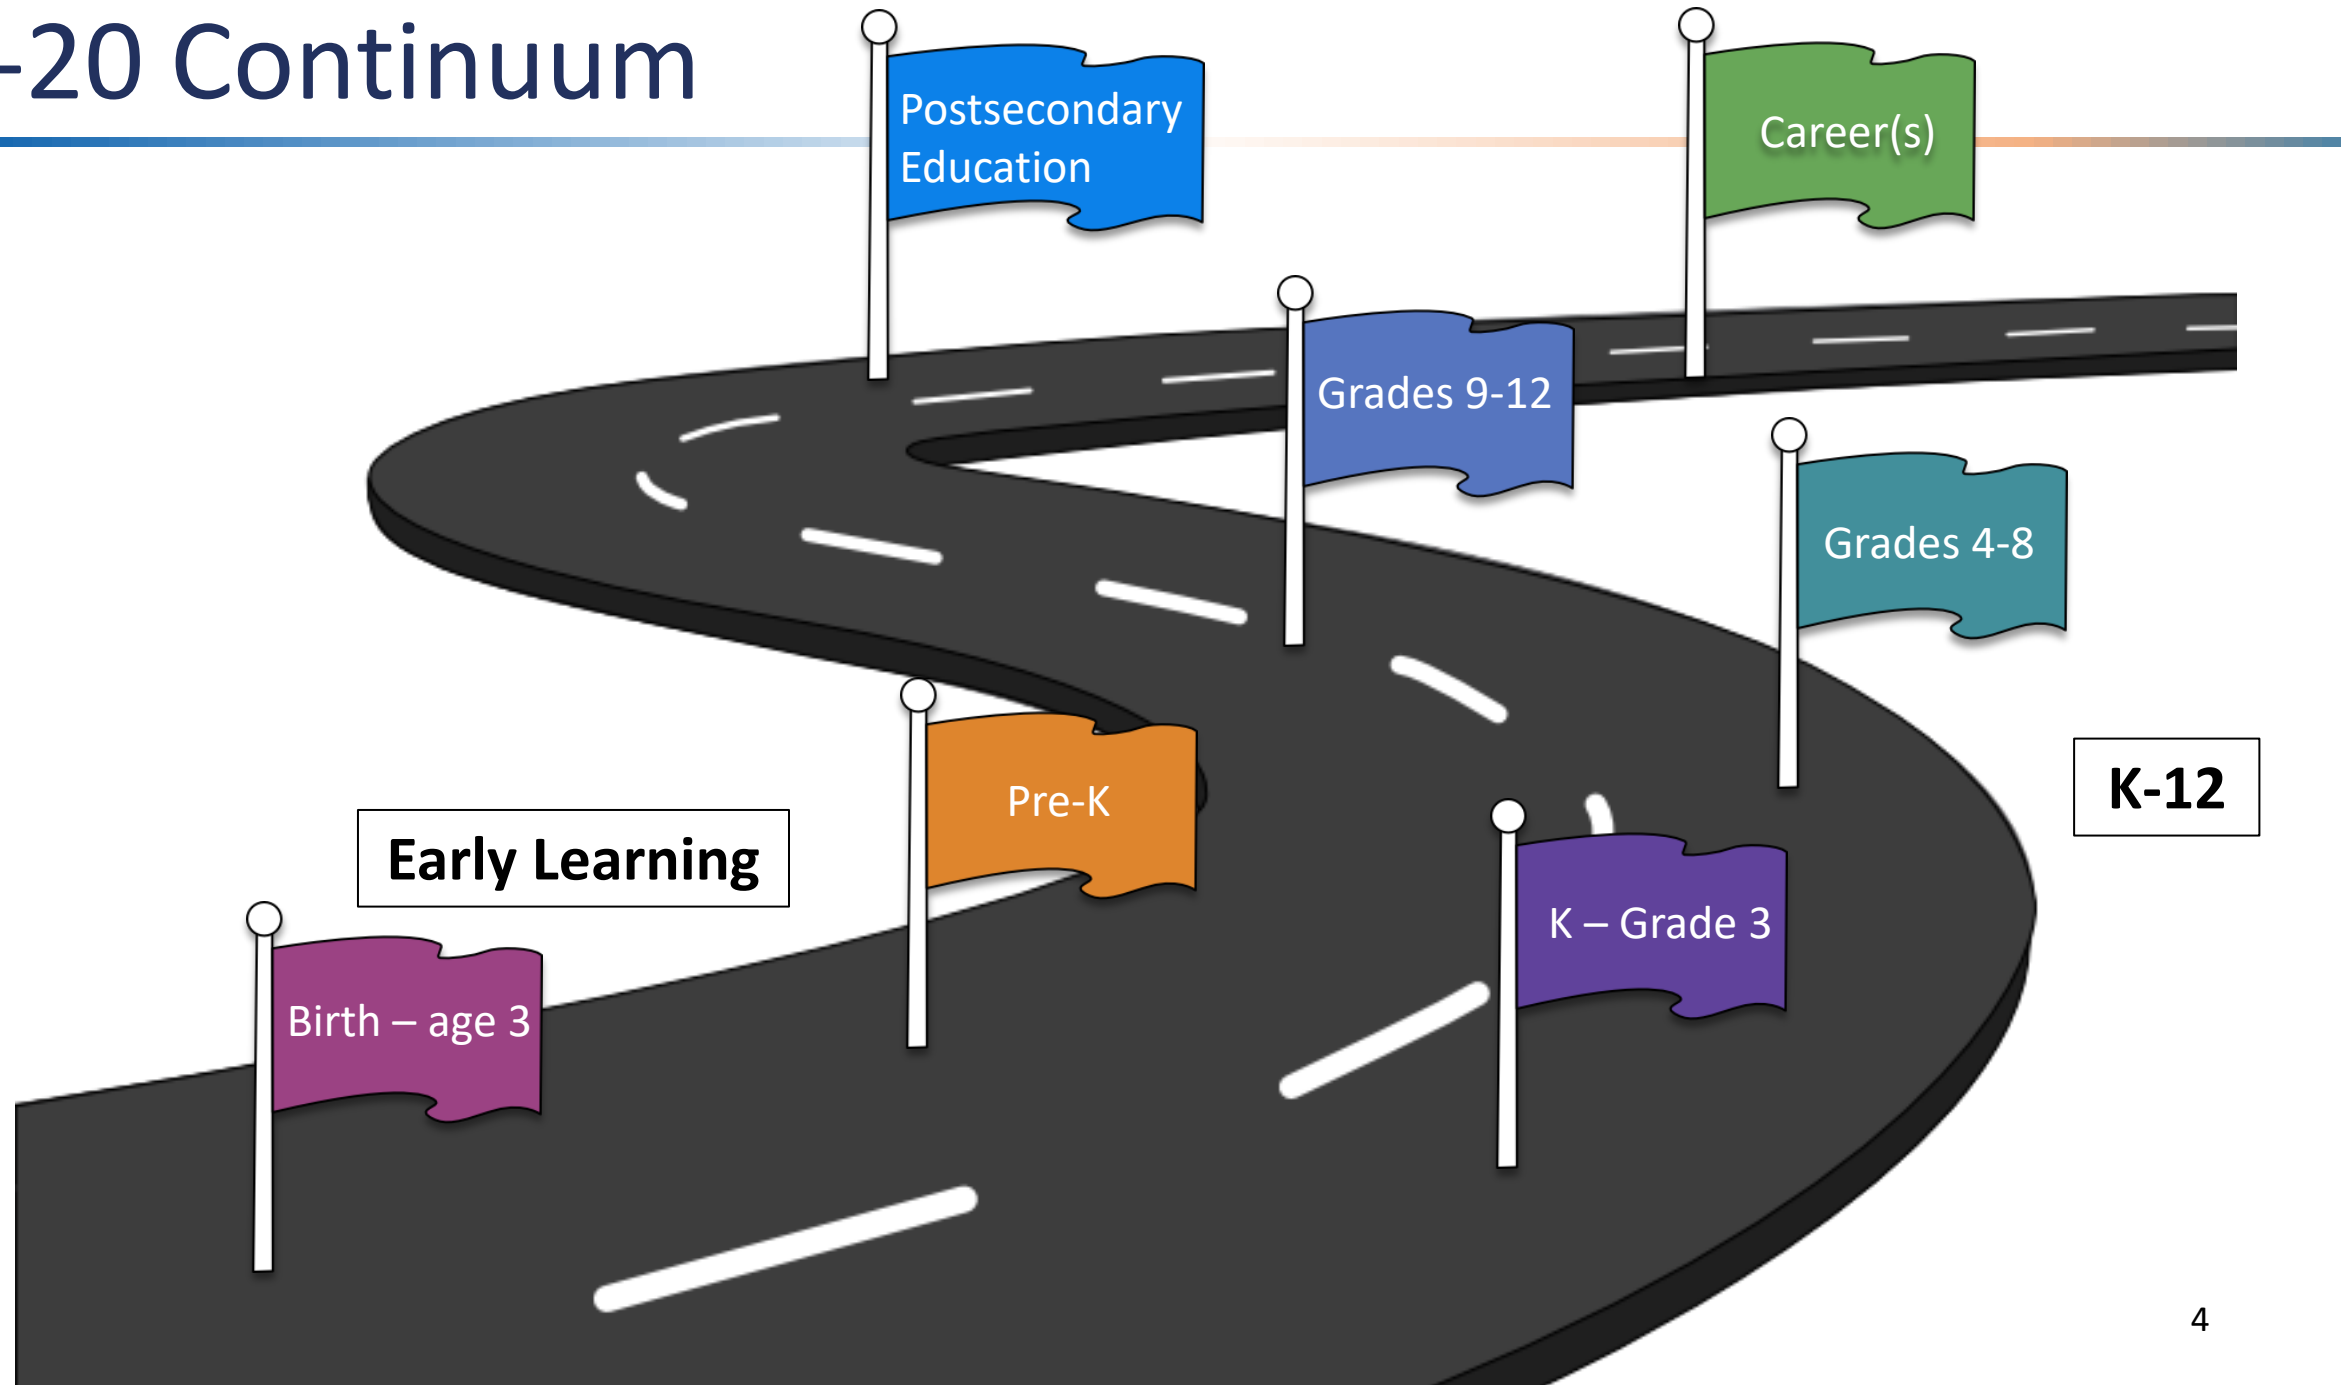 -20 Continuum
Postsecondary
Education
Career(s)
Grades 9-12
Grades 4-8
K-12
Pre-K
Early Learning
K – Grade 3
Birth – age 3
4